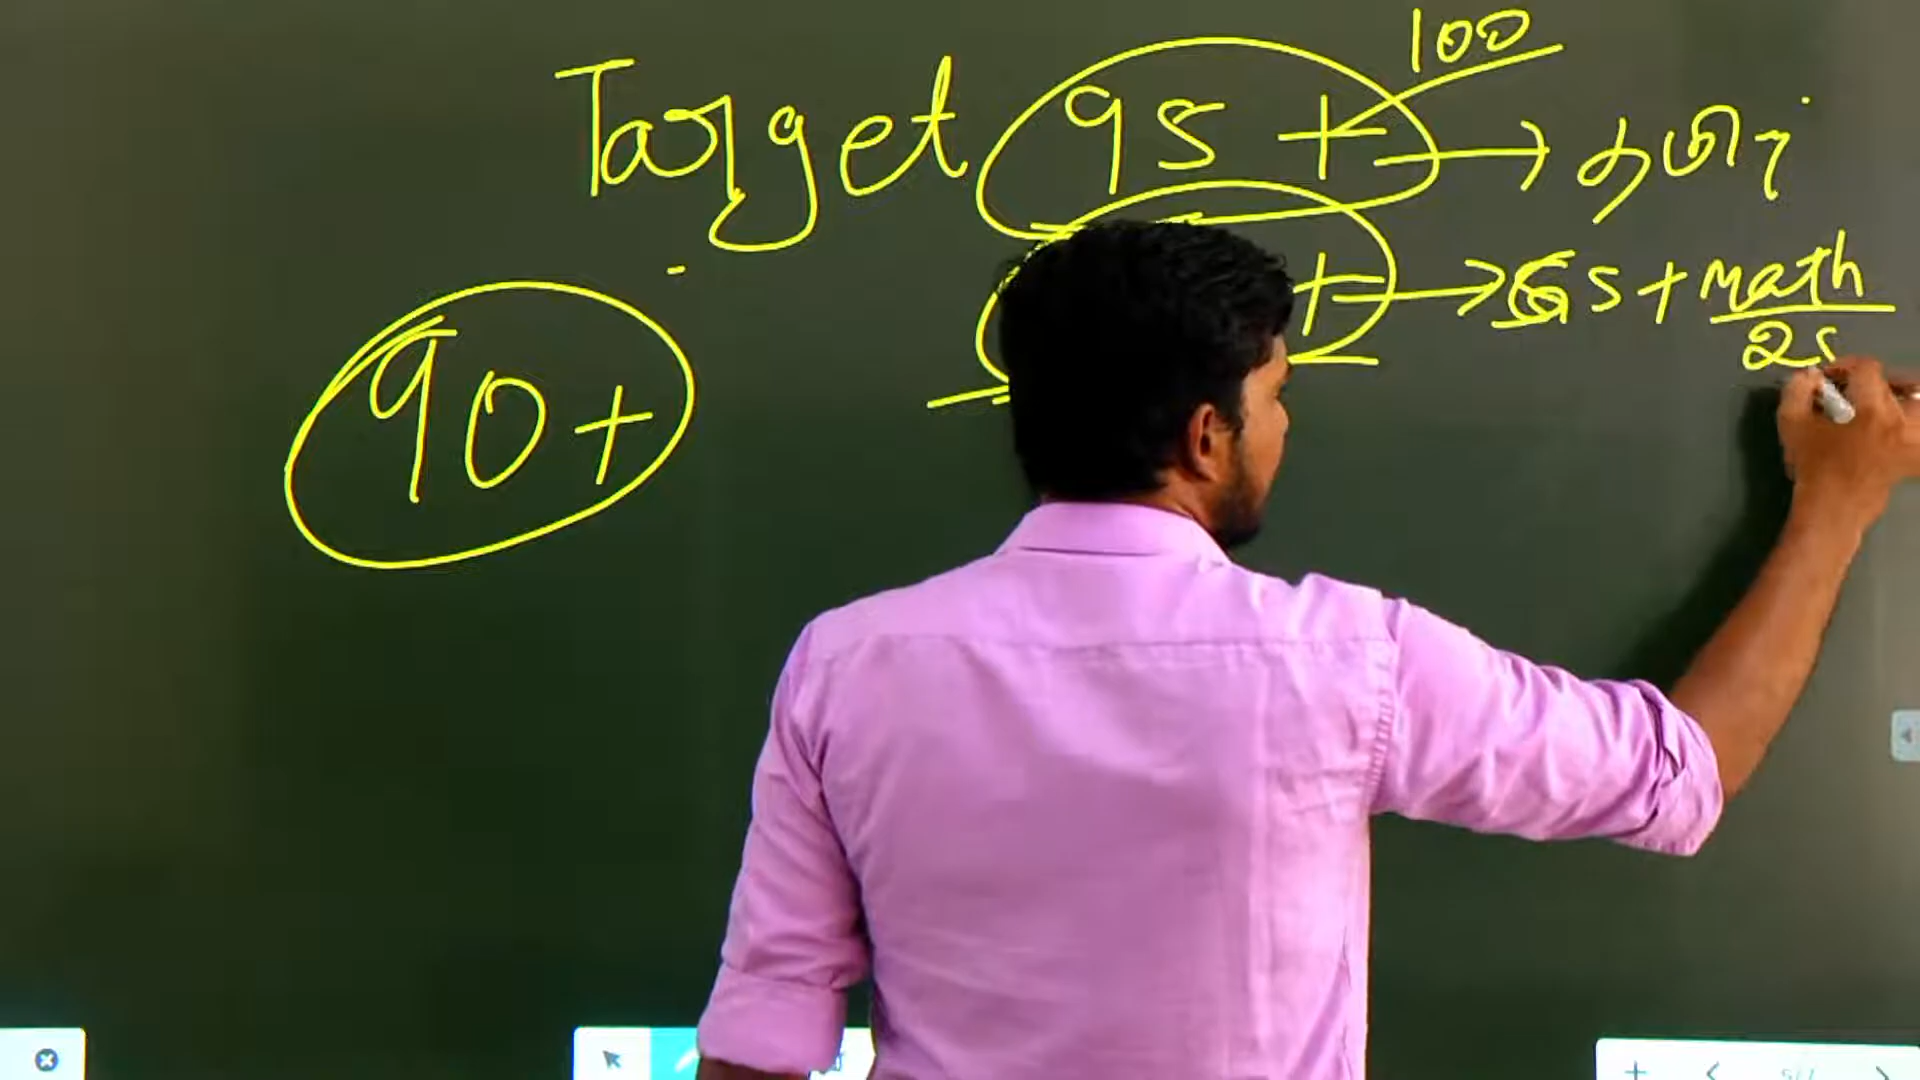 100
Target 95+ → தமிழ்
+ → GS + math
25
90+